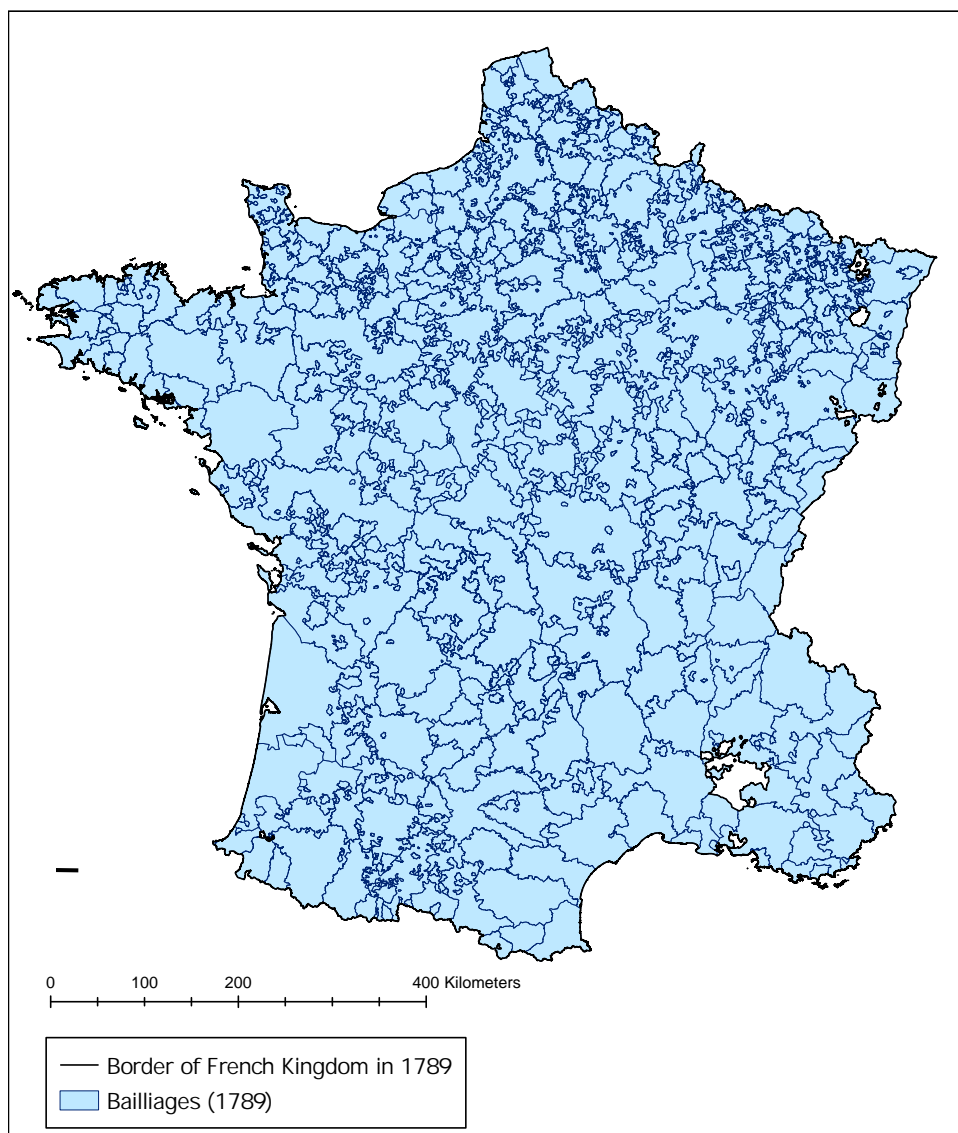 0 100 200 400 Kilometers
Border of French Kingdom in 1789
Bailliages (1789)